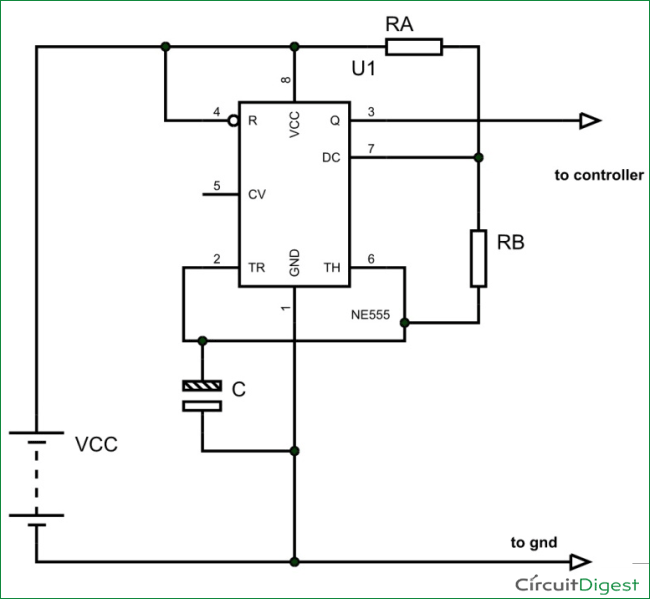 RA
U1
8
4
R
VCC
Q
3
DC
7
to controller
5
CV
RB
2
TR
GND
TH
6
1
NE555
C
VCC
to gnd
CírcuitDigest